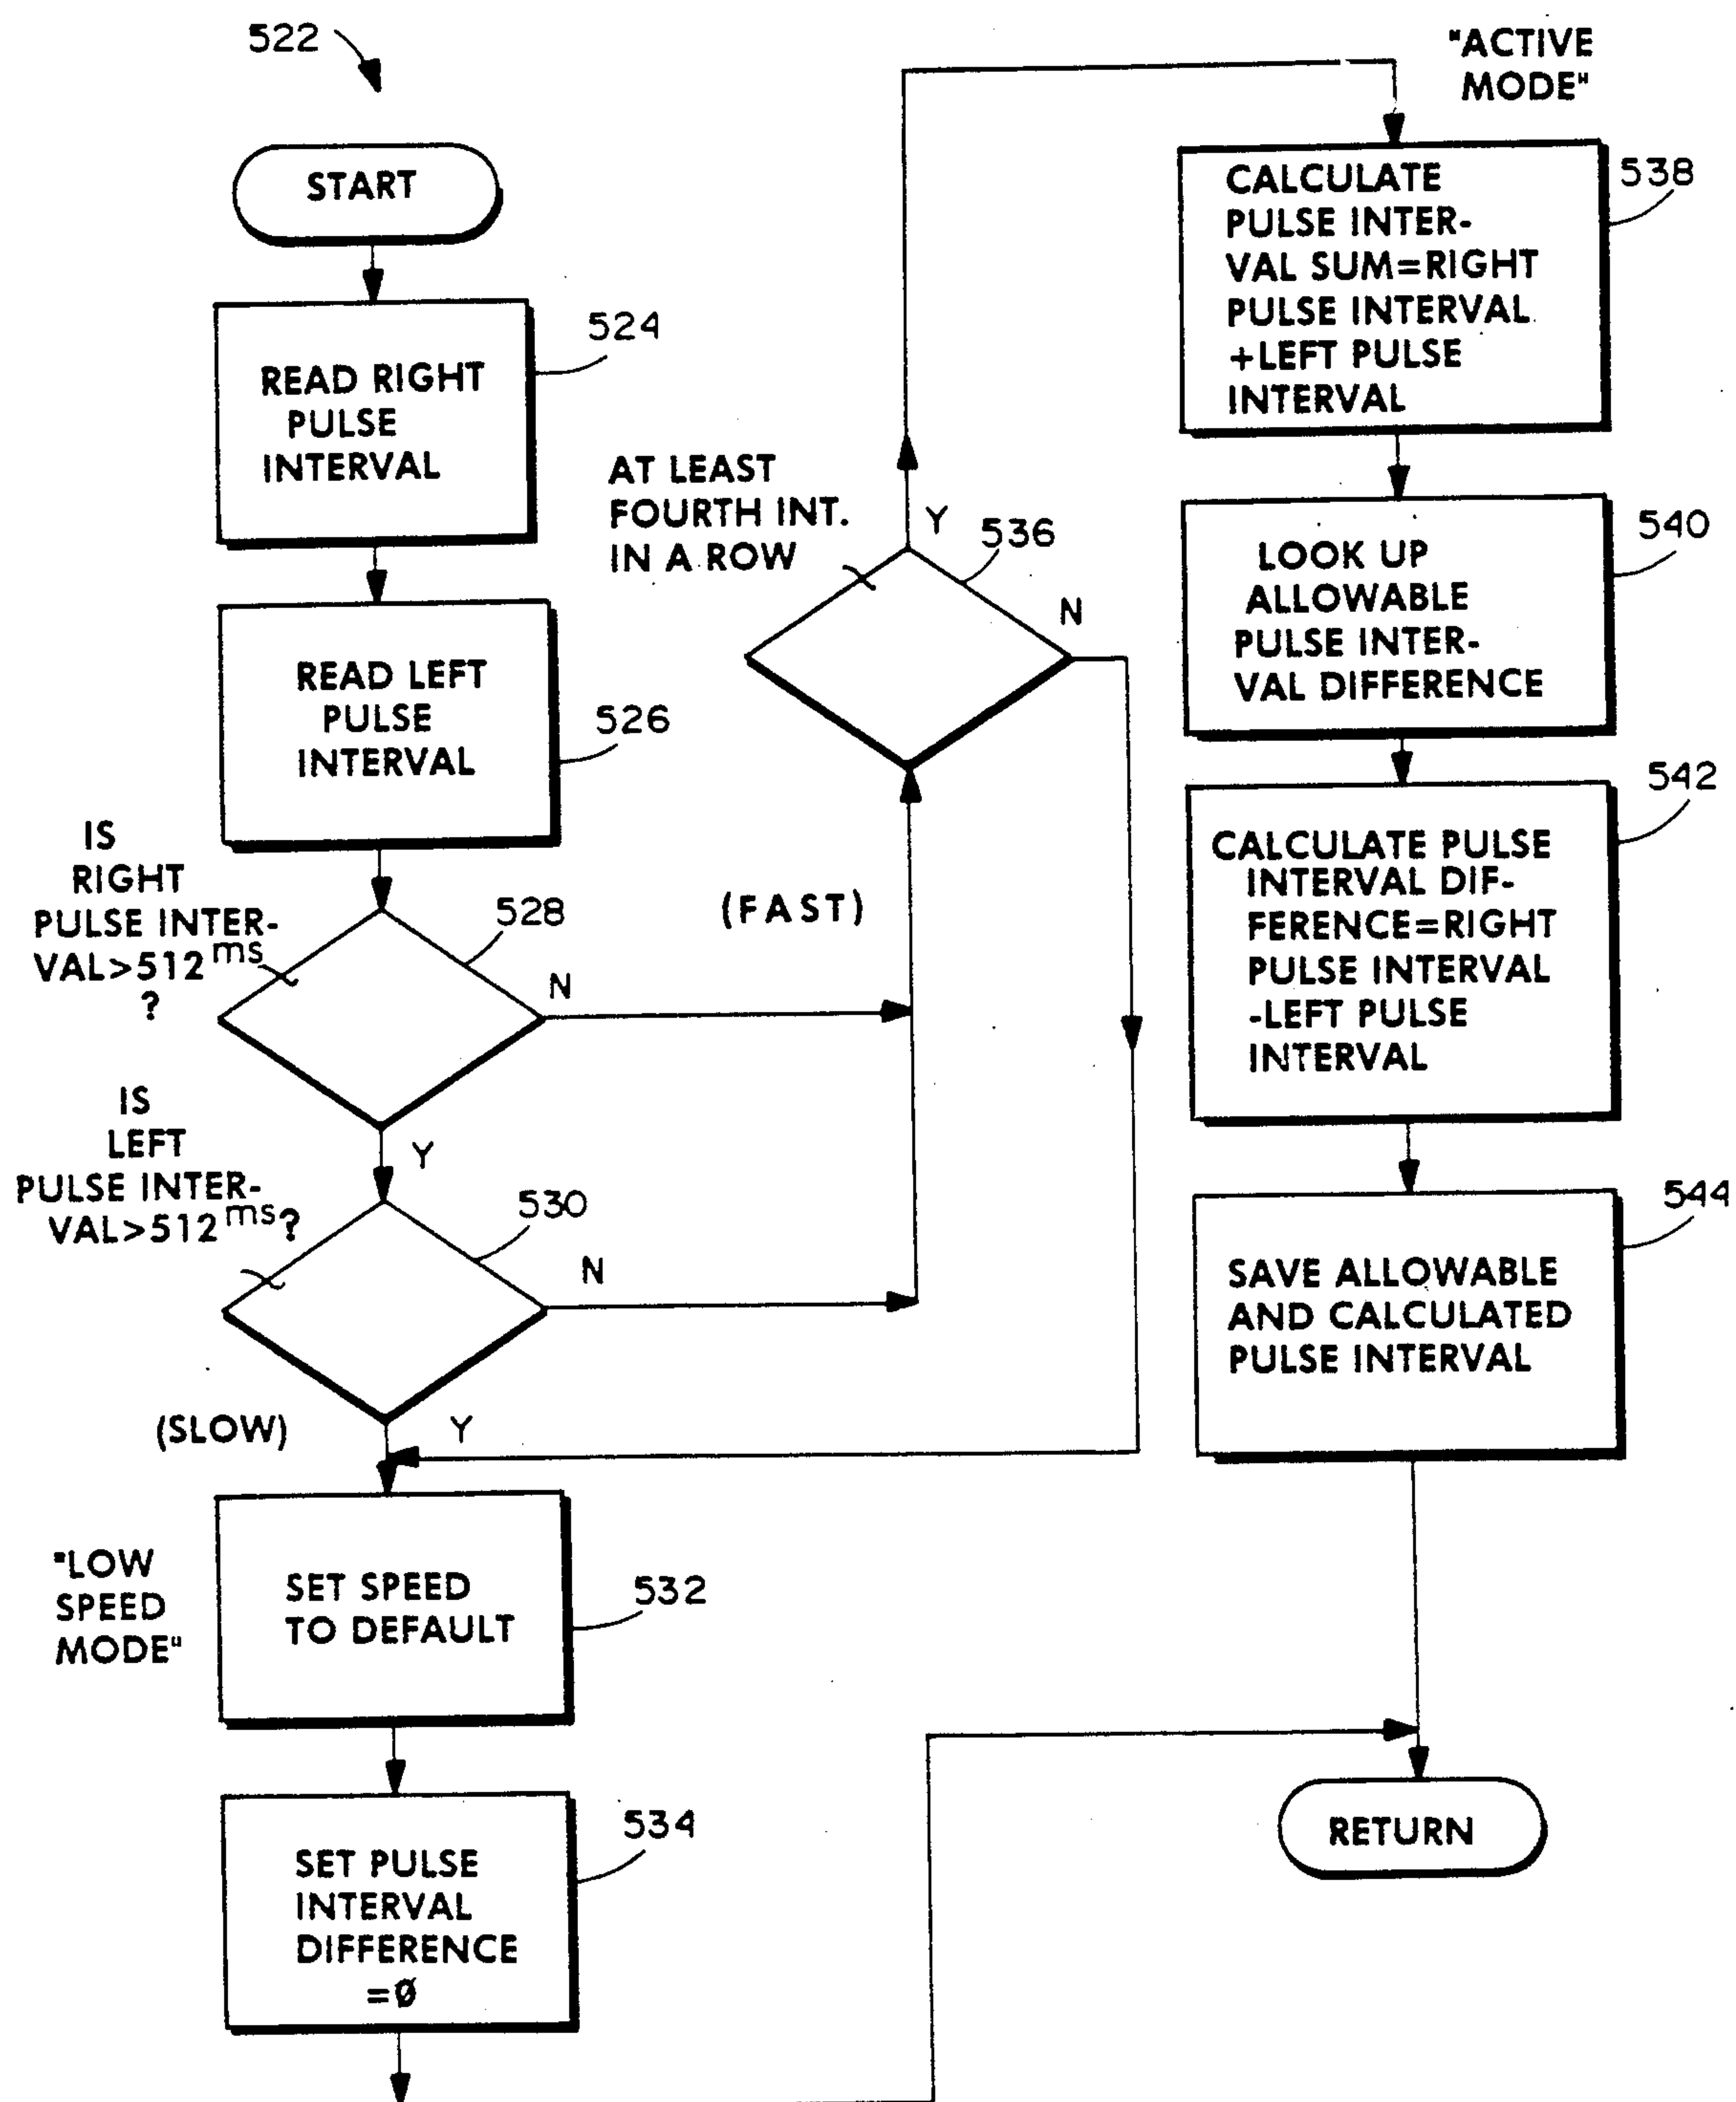 522
START
READ RIGHT
PULSE
INTERVAL
524
READ LEFT
PULSE
INTERVAL
526
IS
RIGHT
PULSE INTER-
VAL>512 ms
?
528
N
Y
IS
LEFT
PULSE INTER-
VAL>512 ms?
530
N
(SLOW)
Y
"LOW
SPEED
MODE"
SET SPEED
TO DEFAULT
532
SET PULSE
INTERVAL
DIFFERENCE
=Ø
534
(FAST)
AT LEAST
FOURTH INT.
IN A ROW
Y
536
N
"ACTIVE
MODE"
CALCULATE
PULSE INTER-
VAL SUM=RIGHT
PULSE INTERVAL
+LEFT PULSE
INTERVAL
538
LOOK UP
ALLOWABLE
PULSE INTER-
VAL DIFFERENCE
540
CALCULATE PULSE
INTERVAL DIF-
FERENCE=RIGHT
PULSE INTERVAL
-LEFT PULSE
INTERVAL
542
SAVE ALLOWABLE
AND CALCULATED
PULSE INTERVAL
544
RETURN